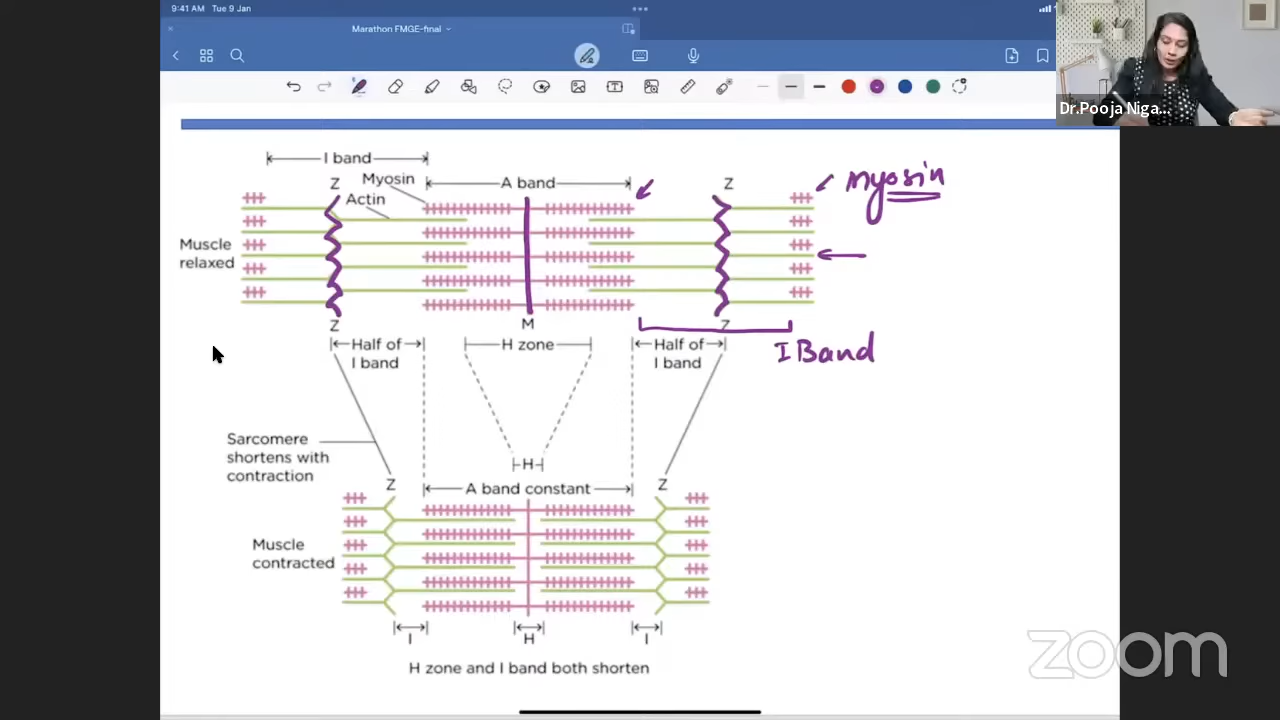 9:41 AM Tue 9 Jan
Marathon FMGE-final
Dr.Pooja Niga...
I band
Myosin
Z
A band
Z
myosin
Actin
Muscle
relaxed
Z
M
Z
Half of
I band
H zone
Half of
I band
I Band
Sarcomere
shortens with
contraction
H
Z
A band constant
Z
Muscle
contracted
I
H
I
H zone and I band both shorten
zoom